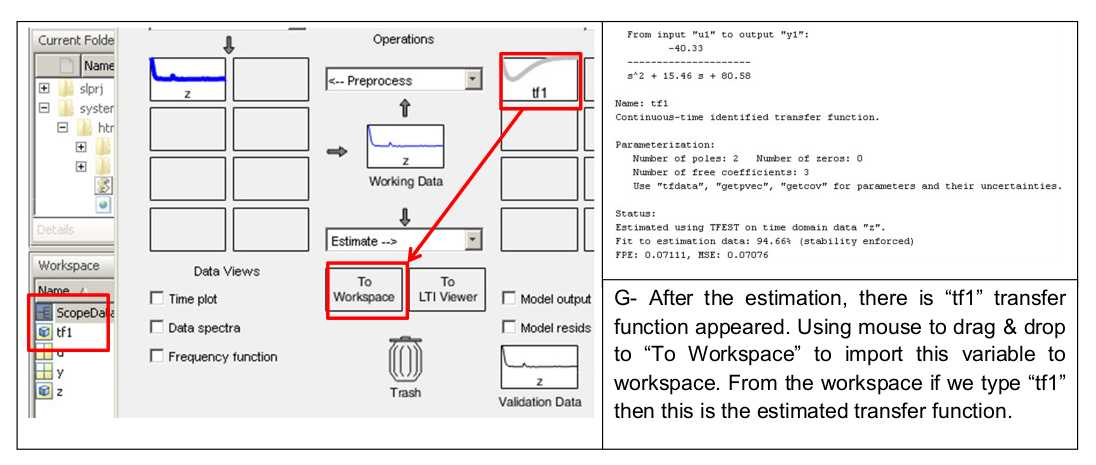 Current Folde
Name
slprj
syster
htr
Details
Workspace
Name
ScopeData
tf1
u
y
z
Operations
z
<-- Preprocess
tf1
z
Working Data
Estimate -->
Data Views
To
Workspace
To
LTI Viewer
Time plot
Data spectra
Frequency function
Model output
Model resids
Trash
z
Validation Data
From input "u1" to output "y1":
-40.33
---------------------
s^2 + 15.46 s + 80.58
Name: tf1
Continuous-time identified transfer function.
Parameterization:
Number of poles: 2   Number of zeros: 0
Number of free coefficients: 3
Use "tfdata", "getpvec", "getcov" for parameters and their uncertainties.
Status:
Estimated using TFEST on time domain data "z".
Fit to estimation data: 94.66% (stability enforced)
FPE: 0.07111, MSE: 0.07076
G- After the estimation, there is “tf1” transfer
function appeared. Using mouse to drag & drop
to “To Workspace” to import this variable to
workspace. From the workspace if we type “tf1”
then this is the estimated transfer function.